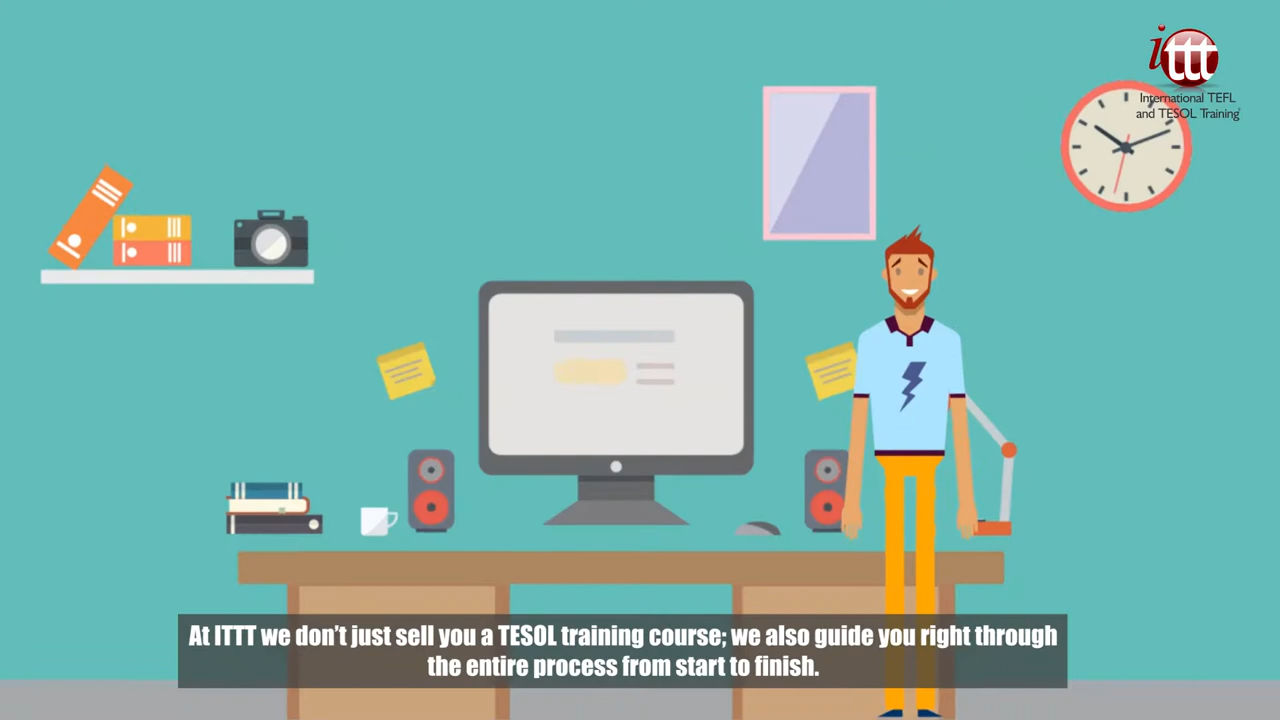 ittt
International TEFL
and TESOL Training
At ITTT we don't just sell you a TESOL training course; we also guide you right through
the entire process from start to finish.